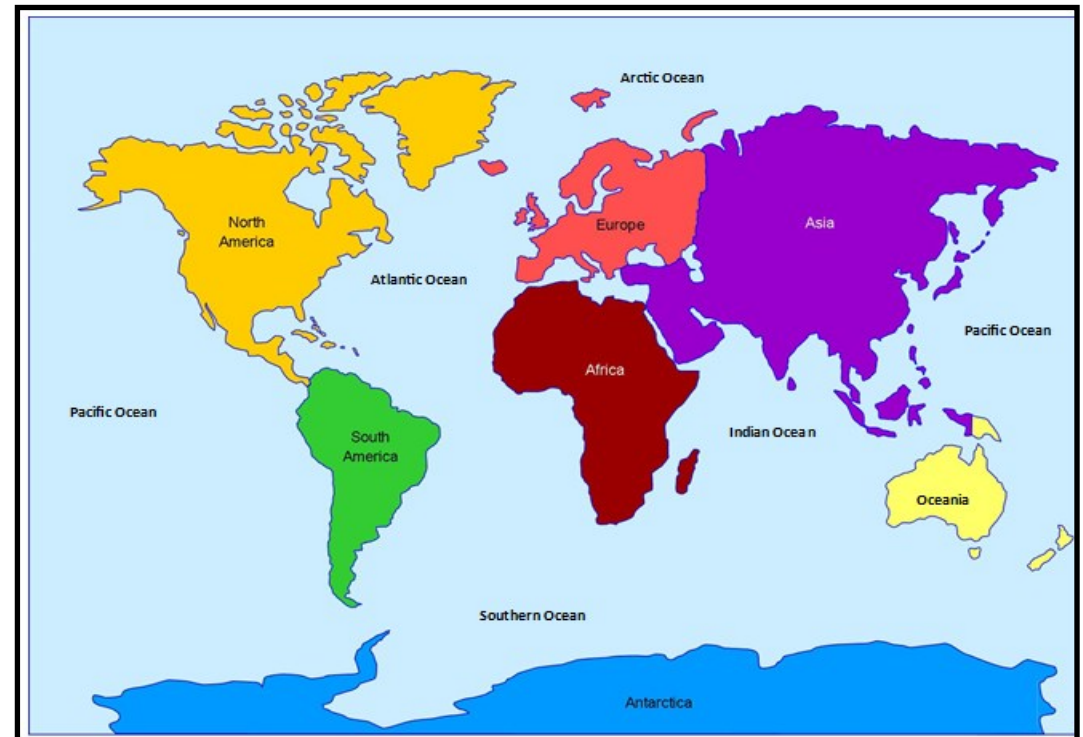 Arctic Ocean
North
America
Europe
Asia
Atlantic Ocean
Pacific Ocean
Africa
Pacific Ocean
Indian Ocean
South
America
Oceania
Southern Ocean
Antarctica